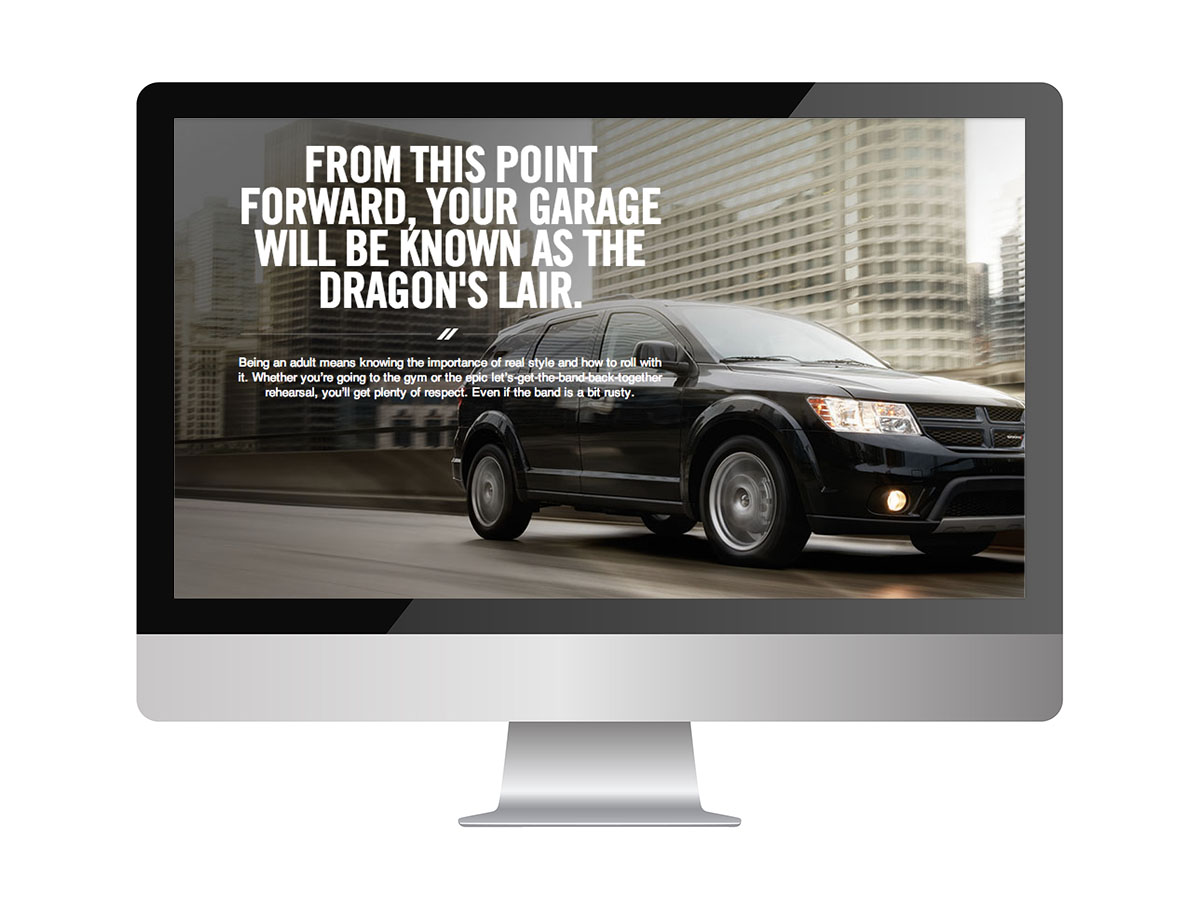 FROM THIS POINT
FORWARD, YOUR GARAGE
WILL BE KNOWN AS THE
DRAGON'S LAIR.
Being an adult means knowing the importance of real style and how to roll with
it. Whether you're going to the gym or the epic let's-get-the-band-back-together
rehearsal, you'll get plenty of respect. Even if the band is a bit rusty.